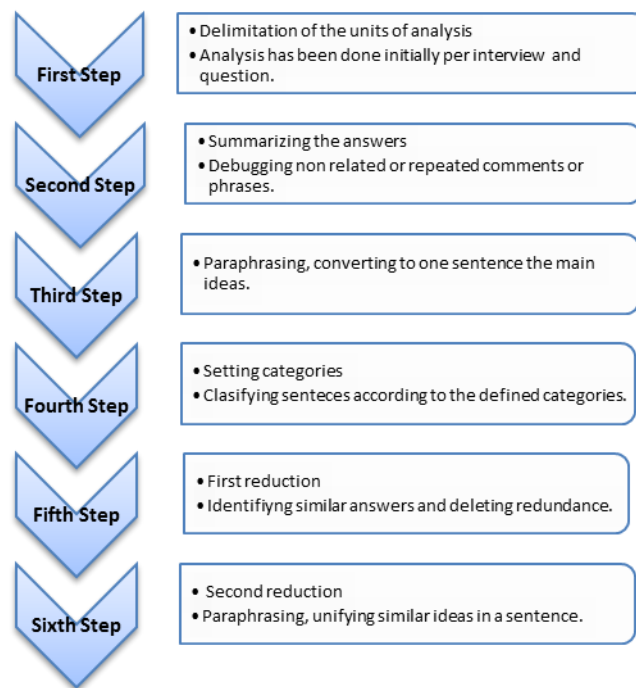 First Step
• Delimitation of the units of analysis
• Analysis has been done initially per interview and
question.
Second Step
• Summarizing the answers
• Debugging non related or repeated comments or
phrases.
Third Step
• Paraphrasing, converting to one sentence the main
ideas.
Fourth Step
• Setting categories
• Clasifying senteces according to the defined categories.
Fifth Step
• First reduction
• Identifiyng similar answers and deleting redundance.
Sixth Step
• Second reduction
• Paraphrasing, unifying similar ideas in a sentence.